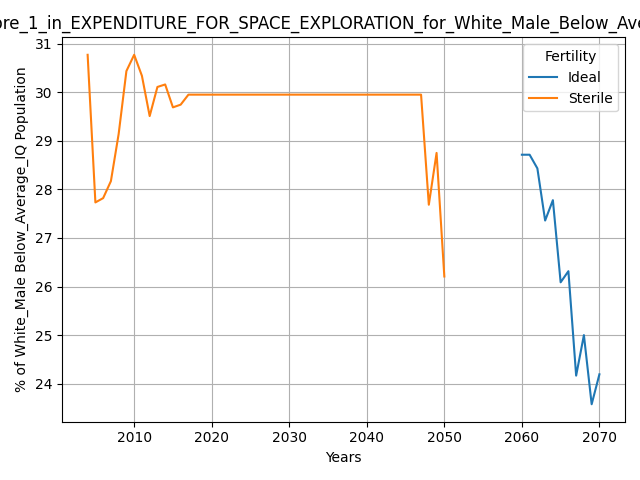 ore_1_in_EXPENDITURE_FOR_SPACE_EXPLORATION_for_White_Male_Below_Ave
31
30
29
28
27
26
25
24
% of White_Male Below_Average_IQ Population
Fertility
Ideal
Sterile
2010 2020 2030 2040 2050 2060 2070
Years